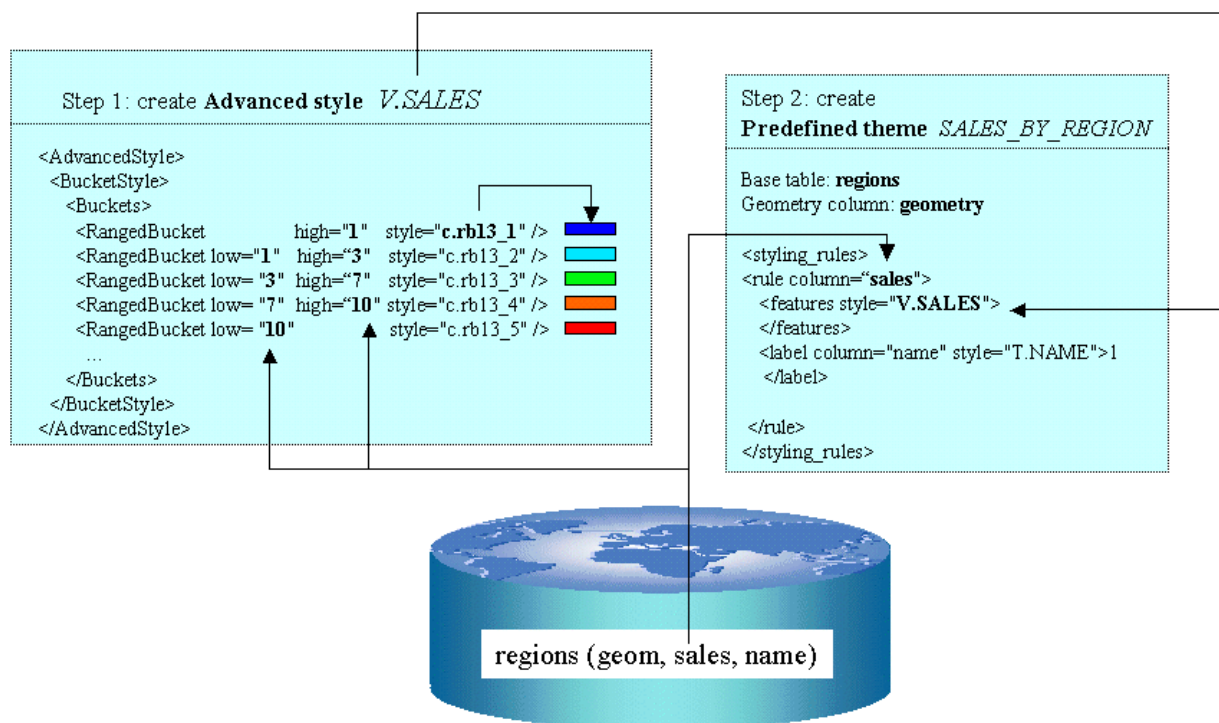 Step 1: create Advanced style V.SALES
<AdvancedStyle>
<BucketStyle>
<Buckets>
<RangedBucket high="1" style="c.rb13_1" />
<RangedBucket low="1" high=“3" style="c.rb13_2" />
<RangedBucket low="3" high=“7" style="c.rb13_3" />
<RangedBucket low="7" high=“10" style="c.rb13_4" />
<RangedBucket low= "10" style="c.rb13_5" />
...
</Buckets>
</BucketStyle>
</AdvancedStyle>
Step 2: create
Predefined theme SALES_BY_REGION
Base table: regions
Geometry column: geometry
<styling_rules>
<rule column=“sales">
<features style="V.SALES">
</features>
<label column="name" style="T.NAME">1
</label>
</rule>
</styling_rules>
regions (geom, sales, name)